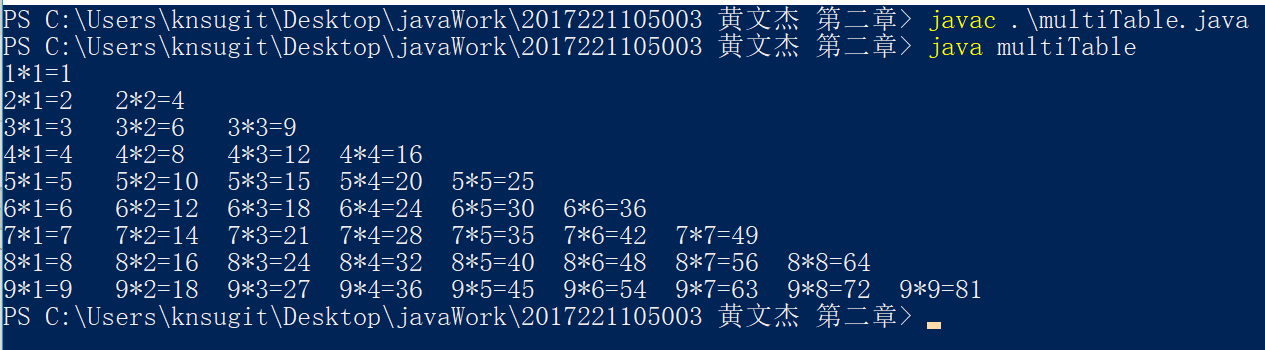 PS C:\Users\knsugit\Desktop\javaWork\2017221105003 黄文杰 第二章> javac .\multiTable.java
PS C:\Users\knsugit\Desktop\javaWork\2017221105003 黄文杰 第二章> java multiTable
1*1=1
2*1=2   2*2=4
3*1=3   3*2=6   3*3=9
4*1=4   4*2=8   4*3=12  4*4=16
5*1=5   5*2=10  5*3=15  5*4=20  5*5=25
6*1=6   6*2=12  6*3=18  6*4=24  6*5=30  6*6=36
7*1=7   7*2=14  7*3=21  7*4=28  7*5=35  7*6=42  7*7=49
8*1=8   8*2=16  8*3=24  8*4=32  8*5=40  8*6=48  8*7=56  8*8=64
9*1=9   9*2=18  9*3=27  9*4=36  9*5=45  9*6=54  9*7=63  9*8=72  9*9=81
PS C:\Users\knsugit\Desktop\javaWork\2017221105003 黄文杰 第二章>